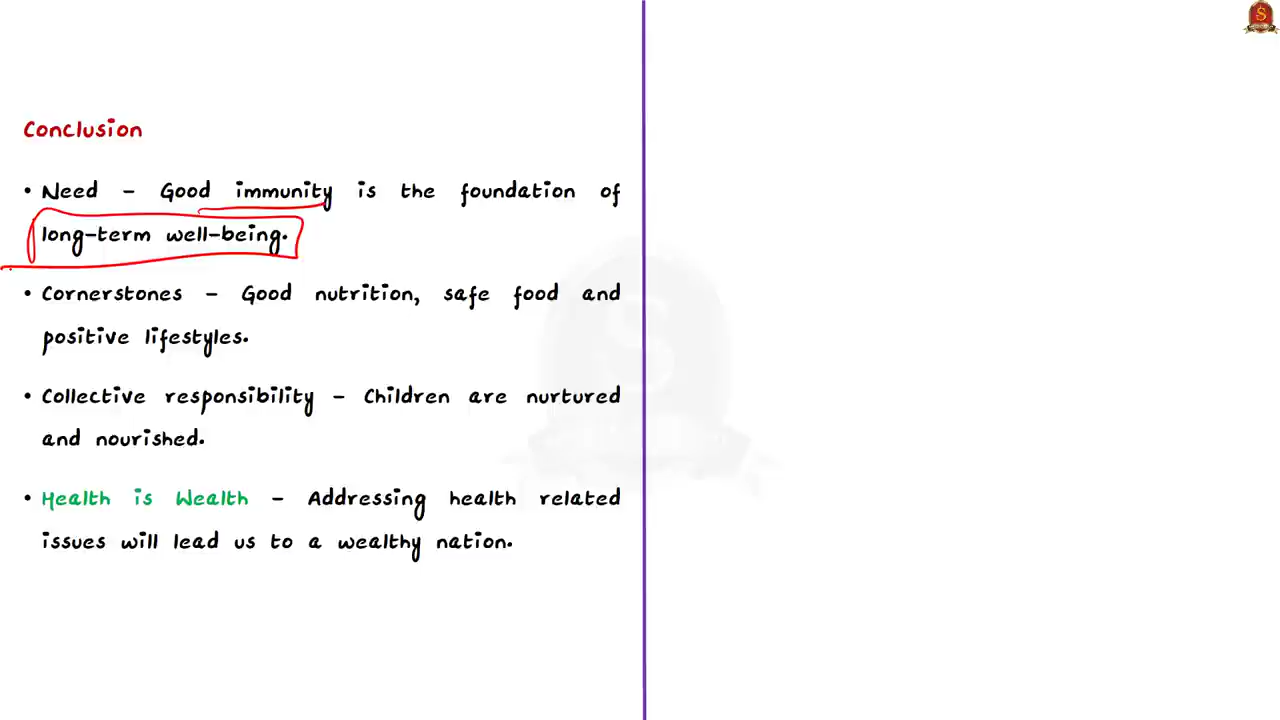 Conclusion
• Need – Good immunity is the foundation of
long-term well-being.
• Cornerstones – Good nutrition, safe food and
positive lifestyles.
• Collective responsibility – Children are nurtured
and nourished.
• Health is Wealth – Addressing health related
issues will lead us to a wealthy nation.